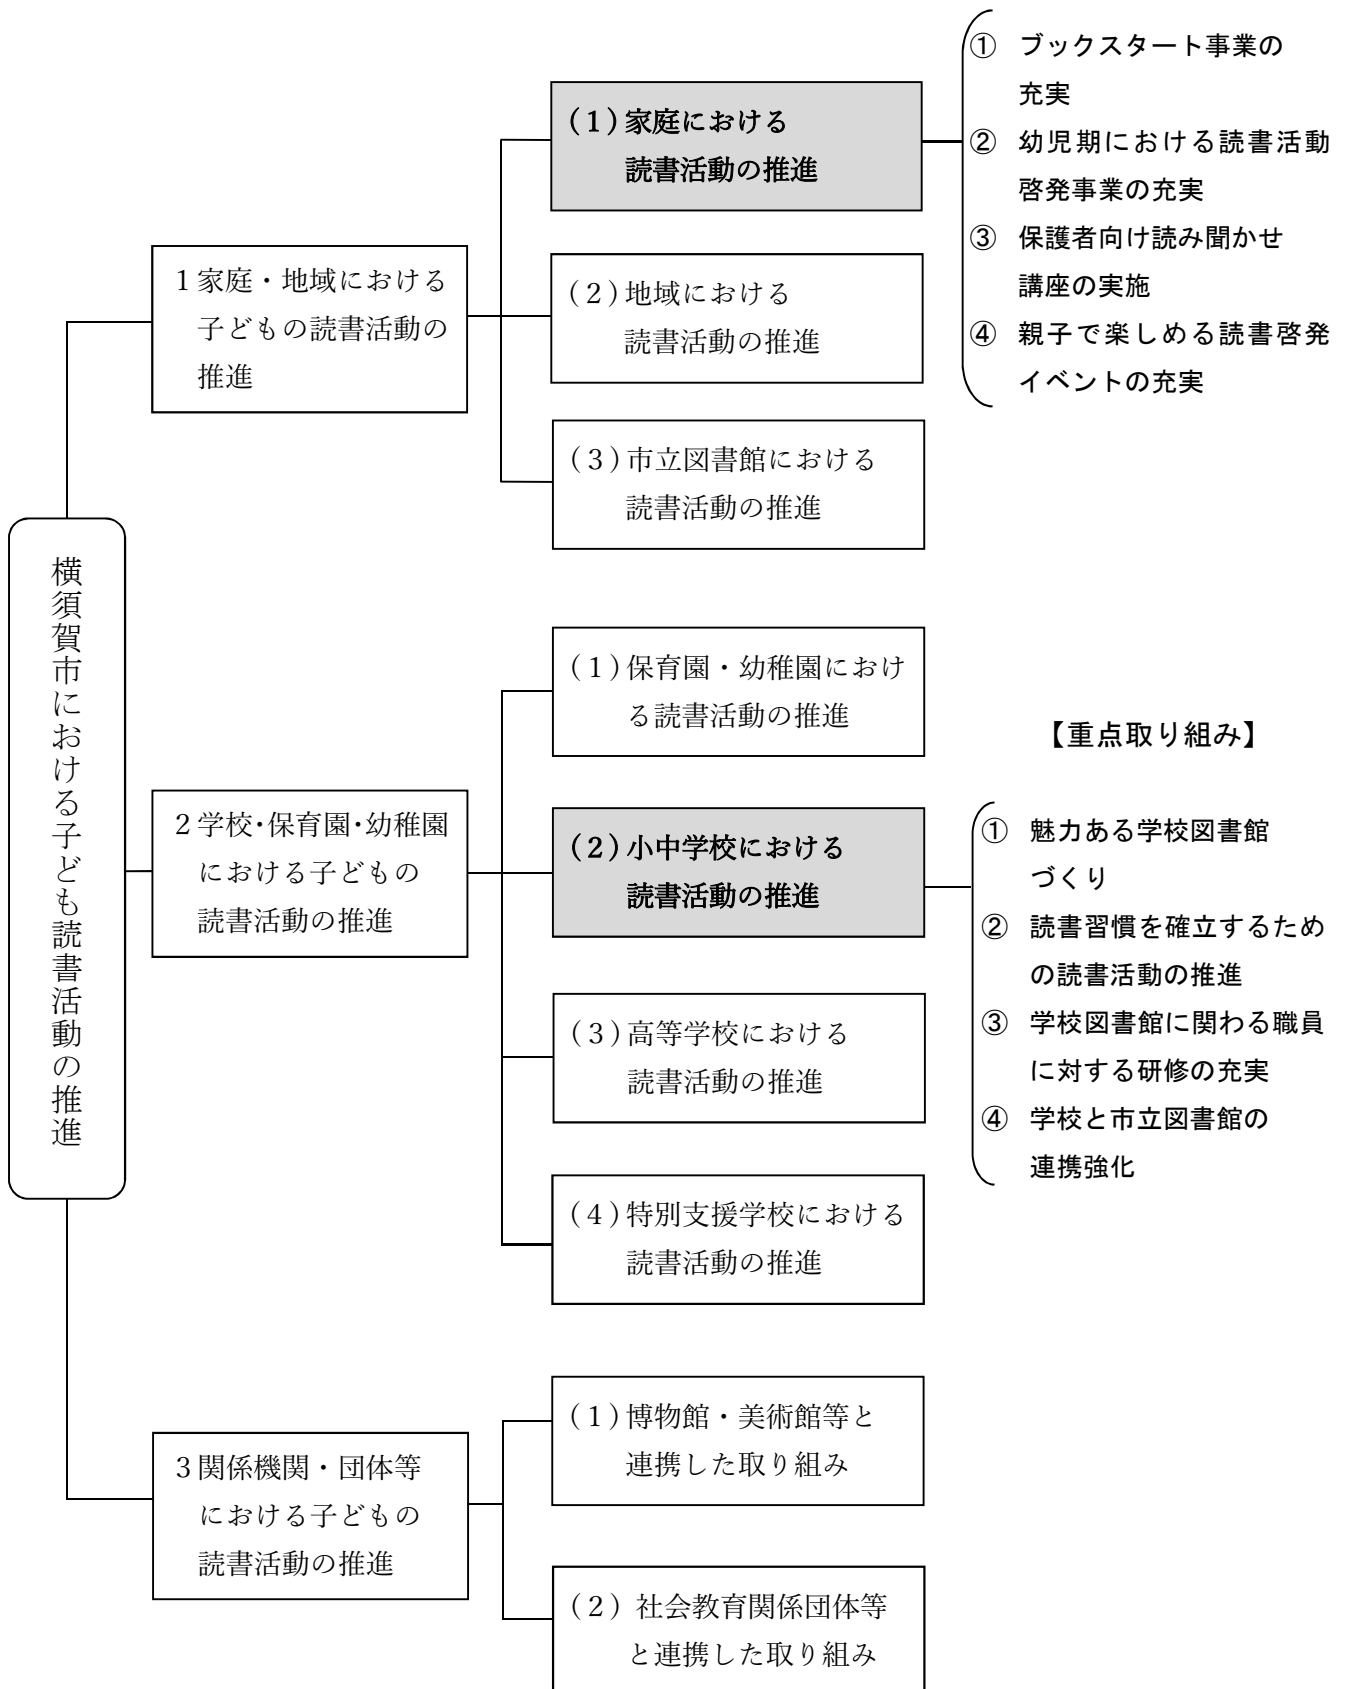 横須賀市における子ども読書活動の推進
1 家庭・地域における
子どもの読書活動の
推進
(1)家庭における
読書活動の推進
① ブックスタート事業の
充実
② 幼児期における読書活動
啓発事業の充実
③ 保護者向け読み聞かせ
講座の実施
④ 親子で楽しめる読書啓発
イベントの充実
(2)地域における
読書活動の推進
(3)市立図書館における
読書活動の推進
2 学校・保育園・幼稚園
における子どもの
読書活動の推進
(1)保育園・幼稚園におけ
る読書活動の推進
(2)小中学校における
読書活動の推進
【重点取り組み】
① 魅力ある学校図書館
づくり
② 読書習慣を確立するため
の読書活動の推進
③ 学校図書館に関わる職員
に対する研修の充実
④ 学校と市立図書館の
連携強化
(3)高等学校における
読書活動の推進
(4)特別支援学校における
読書活動の推進
3 関係機関・団体等
における子どもの
読書活動の推進
(1)博物館・美術館等と
連携した取り組み
(2) 社会教育関係団体等
と連携した取り組み